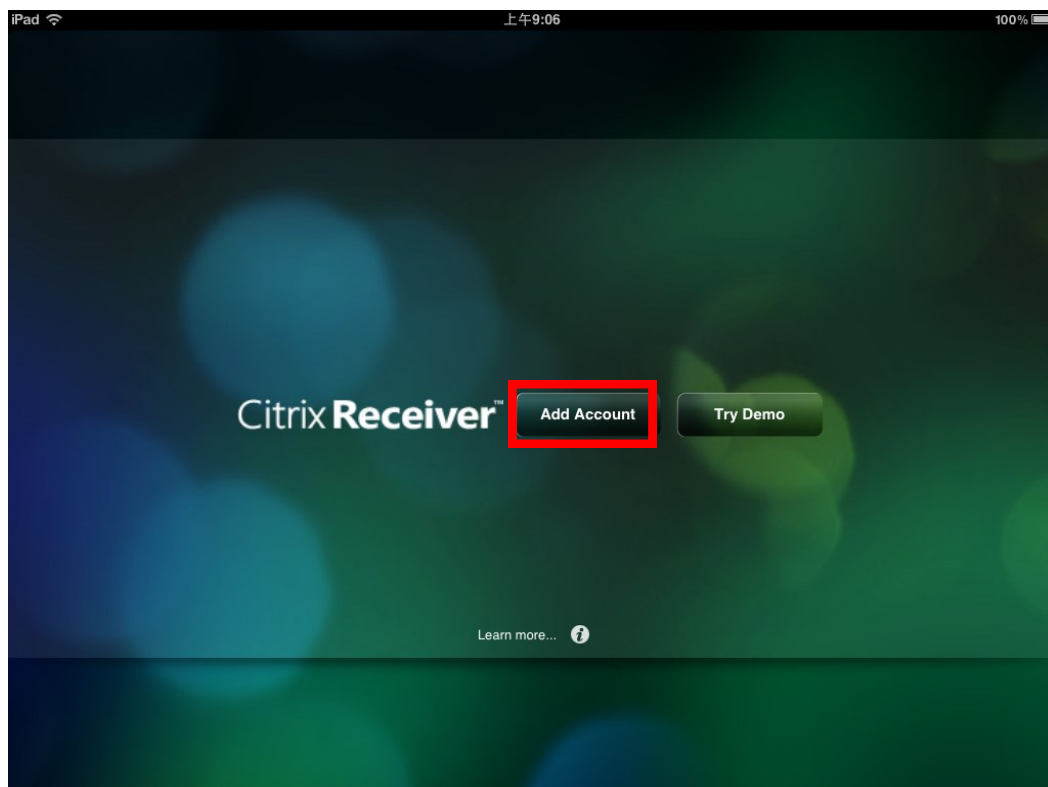 iPad 上午9:06 100%
Citrix Receiver™ Add Account Try Demo
Learn more... i